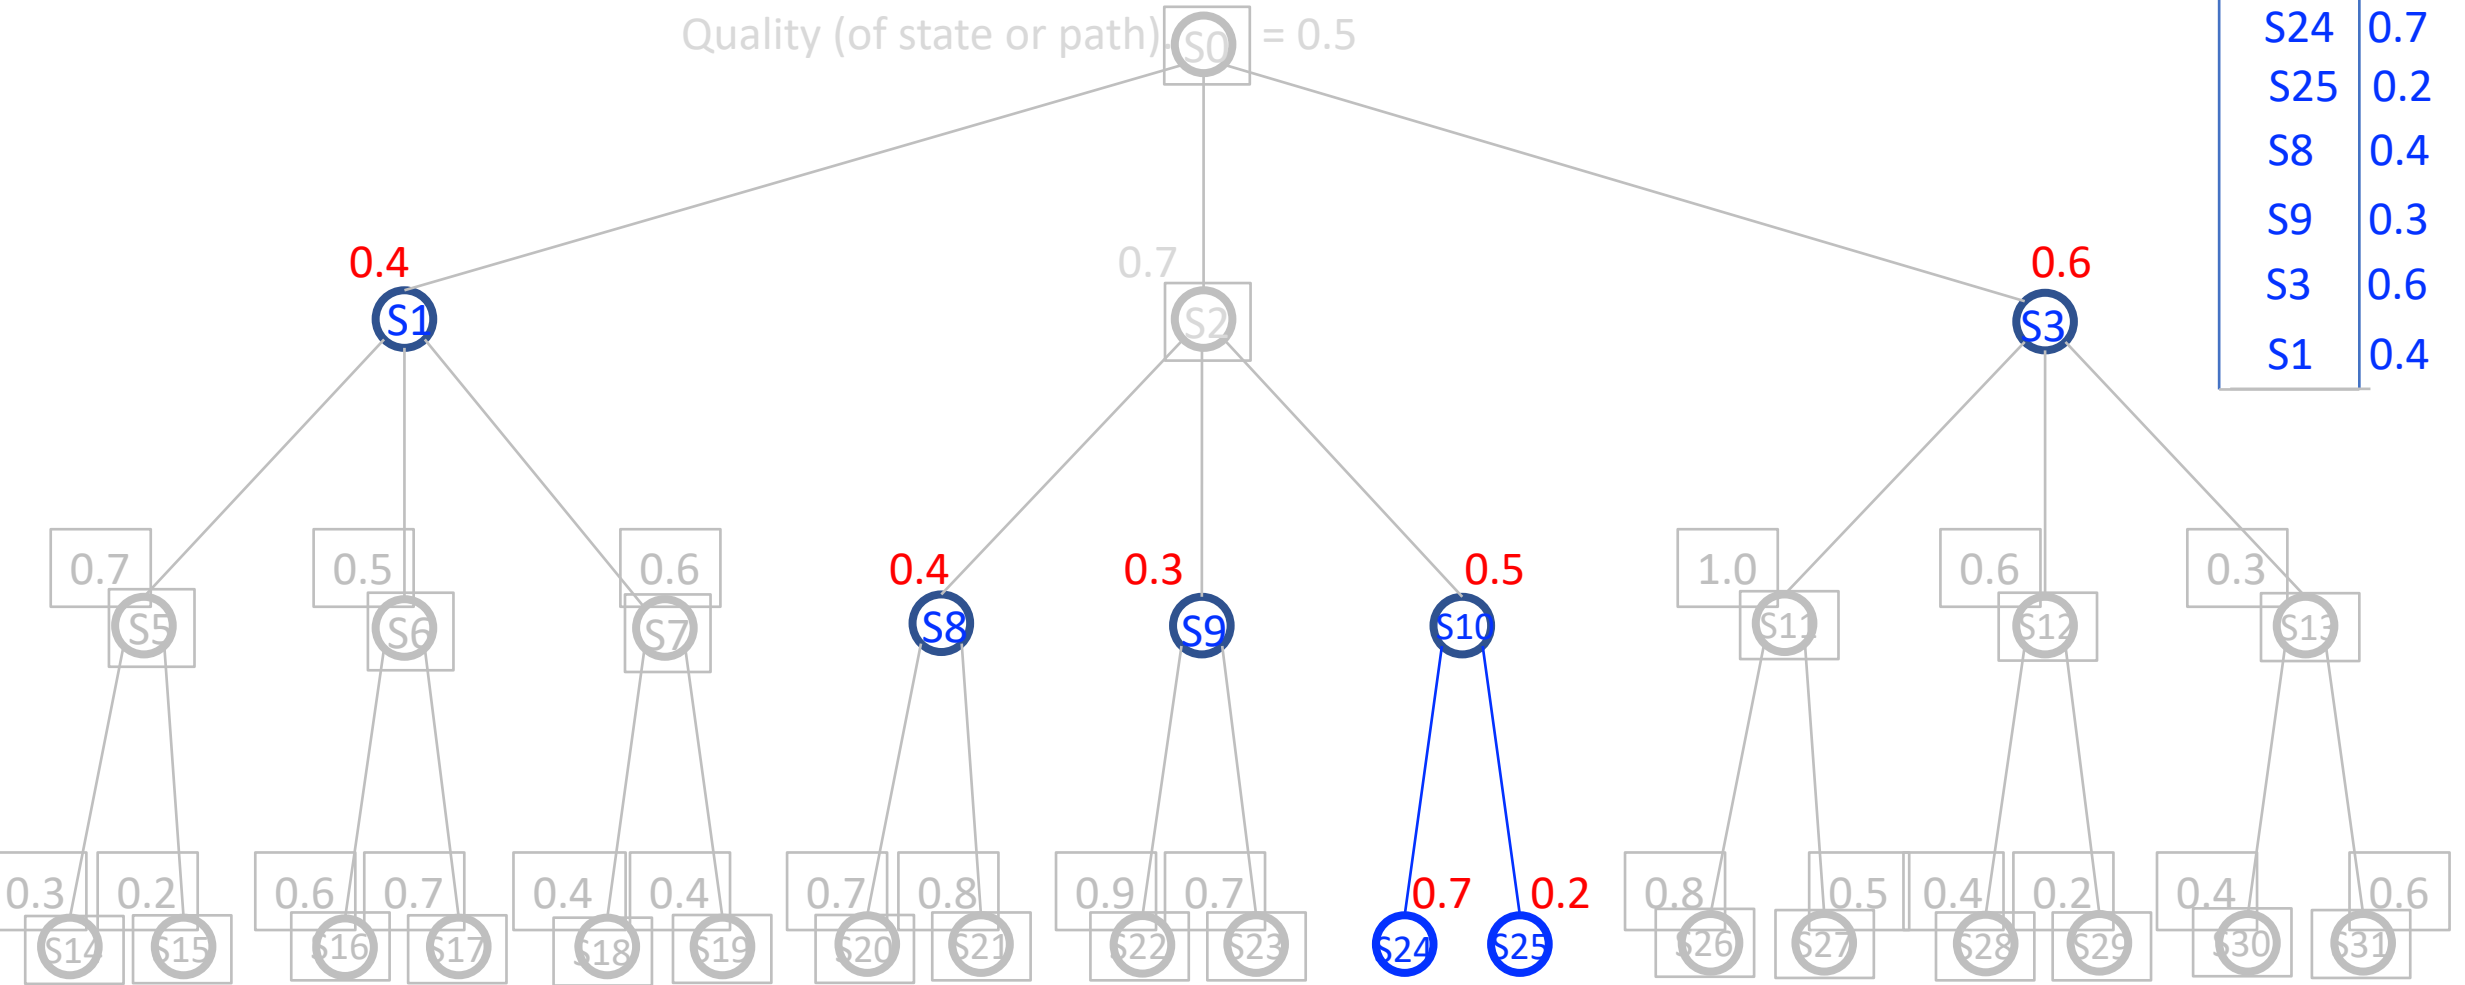 Quality (of state or path). S0 = 0.5
S24 0.7
S25 0.2
S8 0.4
S9 0.3
S3 0.6
S1 0.4
0.4 0.7 0.6
S1 S2 S3
0.7 0.5 0.6 0.4 0.3 0.5 1.0 0.6 0.3
S5 S6 S7 S8 S9 S10 S11 S12 S13
0.3 0.2 0.6 0.7 0.4 0.4 0.7 0.8 0.9 0.7 0.7 0.2 0.8 0.5 0.4 0.2 0.4 0.6
S14 S15 S16 S17 S18 S19 S20 S21 S22 S23 S24 S25 S26 S27 S28 S29 S30 S31